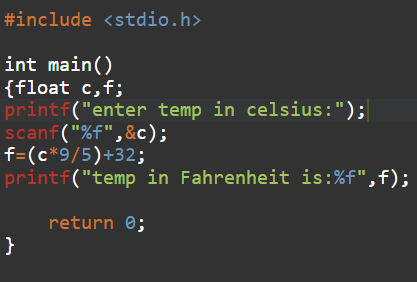 #include <stdio.h>
int main()
{float c,f;
printf("enter temp in celsius:");
scanf("%f",&c);
f=(c*9/5)+32;
printf("temp in Fahrenheit is:%f",f);
return 0;
}